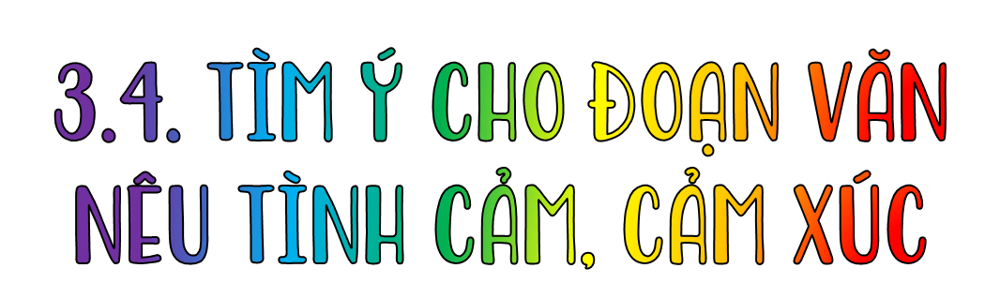 3.4. TÌM Ý CHO ĐOẠN VĂN
NÊU TÌNH CẢM, CẢM XÚC